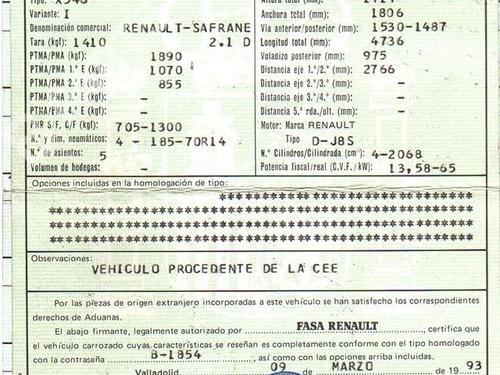 Variante: I
Denominación comercial: RENAULT-SAFRANE
Tara (kgf): 1410 2.1 D
PTMA/PMA (kgf): 1890
PTMA/PMA 1.º E (kgf): 1070
PTMA/PMA 2.º E (kgf): 855
PTMA/PMA 3.º E (kgf): –
PTMA/PMA 4.º E (kgf): –
PMR S/F, C/F (kgf): 705-1300
N.º y dim. neumáticos: 4 - 185-70R14
N.º de asientos: 5
Volumen de bodegas: –
Anchura total (mm): 1806
Vía anterior/posterior (mm): 1530-1487
Longitud total (mm): 4736
Voladizo posterior (mm): 975
Distancia eje 1.º/2.º (mm): 2766
Distancia eje 2.º/3.º (mm): –
Distancia eje 3.º/4.º (mm): –
Distancia 5.ª rda./ult. (mm): –
Motor: Marca RENAULT
Tipo D-J8S
N.º Cilindros/Cilindrada (cm³): 4-2068
Potencia fiscal/real (C.V.F./kW): 13,58-65
Opciones incluidas en la homologación de tipo:
Observaciones:
VEHICULO PROCEDENTE DE LA CEE
Por las piezas de origen extranjero incorporadas a este vehículo se han satisfecho los correspondientes
derechos de Aduanas.
El abajo firmante, legalmente autorizado por FASA RENAULT, certifica que
el vehículo carrozado cuyas características se reseñan es completamente conforme con el tipo homologado
con la contraseña B-1854, así como con las opciones arriba incluidas.
Valladolid 09 de MARZO de 1993